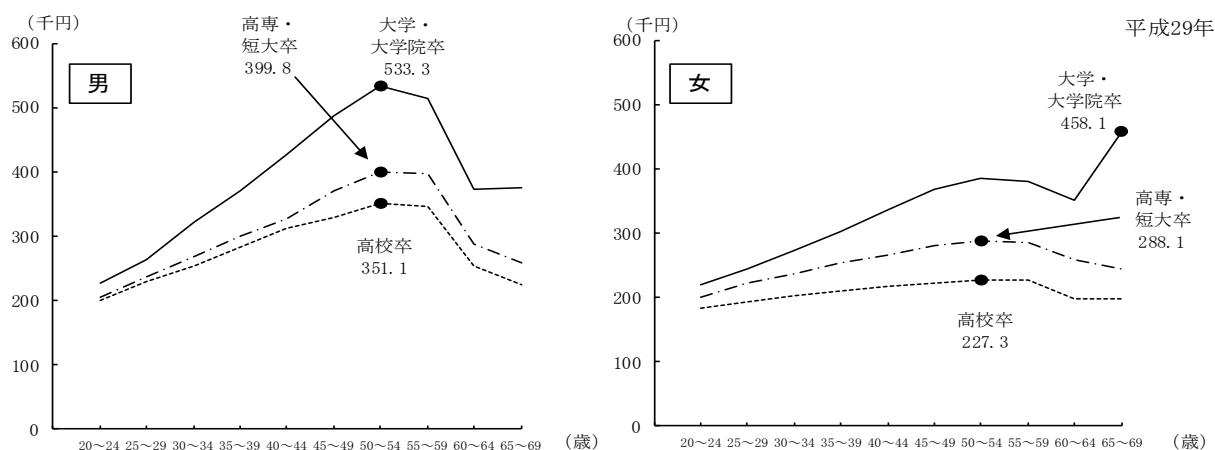 （千円）
600
500
400
300
200
100
0
男
高専・
短大卒
399.8
大学・
大学院卒
533.3
高校卒
351.1
20～24 25～29 30～34 35～39 40～44 45～49 50～54 55～59 60～64 65～69 （歳）
（千円）
平成29年
600
500
400
300
200
100
0
女
大学・
大学院卒
458.1
高専・
短大卒
288.1
高校卒
227.3
20～24 25～29 30～34 35～39 40～44 45～49 50～54 55～59 60～64 65～69 （歳）